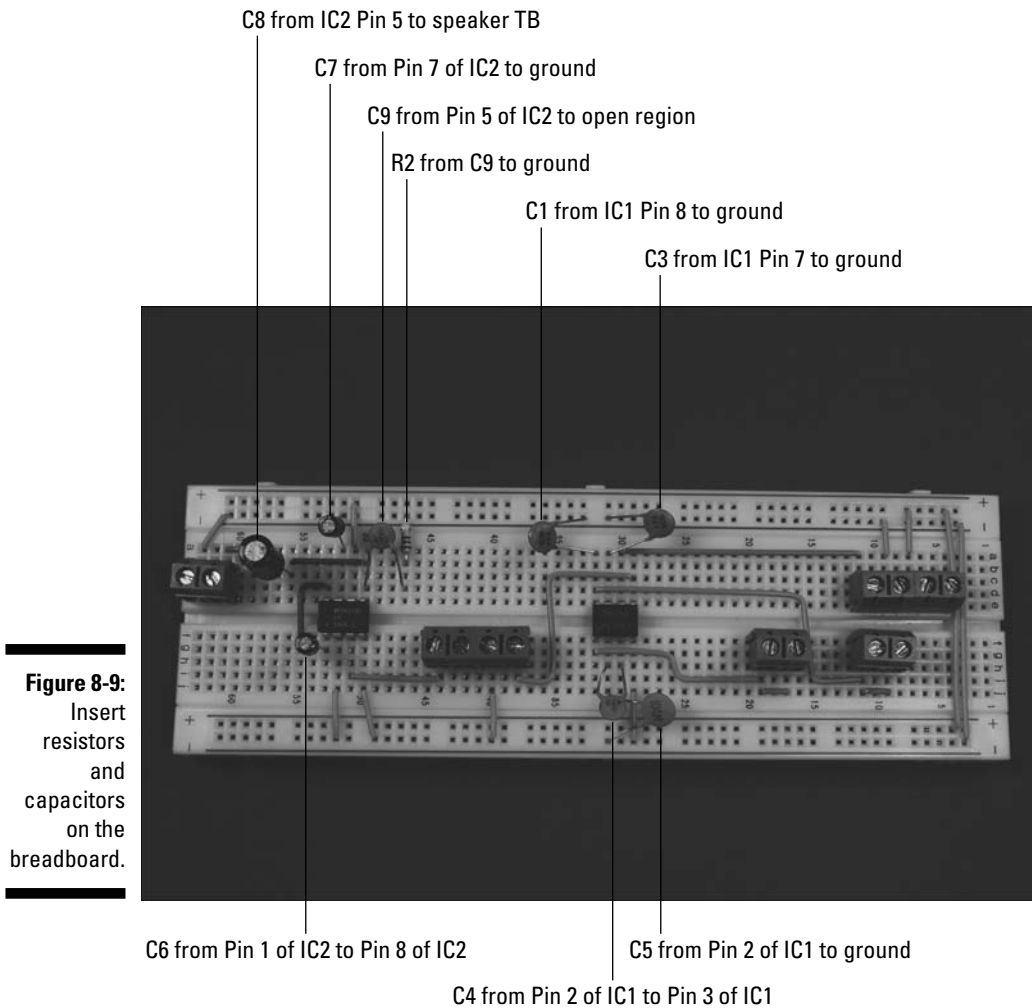 C8 from IC2 Pin 5 to speaker TB
C7 from Pin 7 of IC2 to ground
C9 from Pin 5 of IC2 to open region
R2 from C9 to ground
C1 from IC1 Pin 8 to ground
C3 from IC1 Pin 7 to ground
Figure 8-9:
Insert
resistors
and
capacitors
on the
breadboard.
C6 from Pin 1 of IC2 to Pin 8 of IC2
C5 from Pin 2 of IC1 to ground
C4 from Pin 2 of IC1 to Pin 3 of IC1